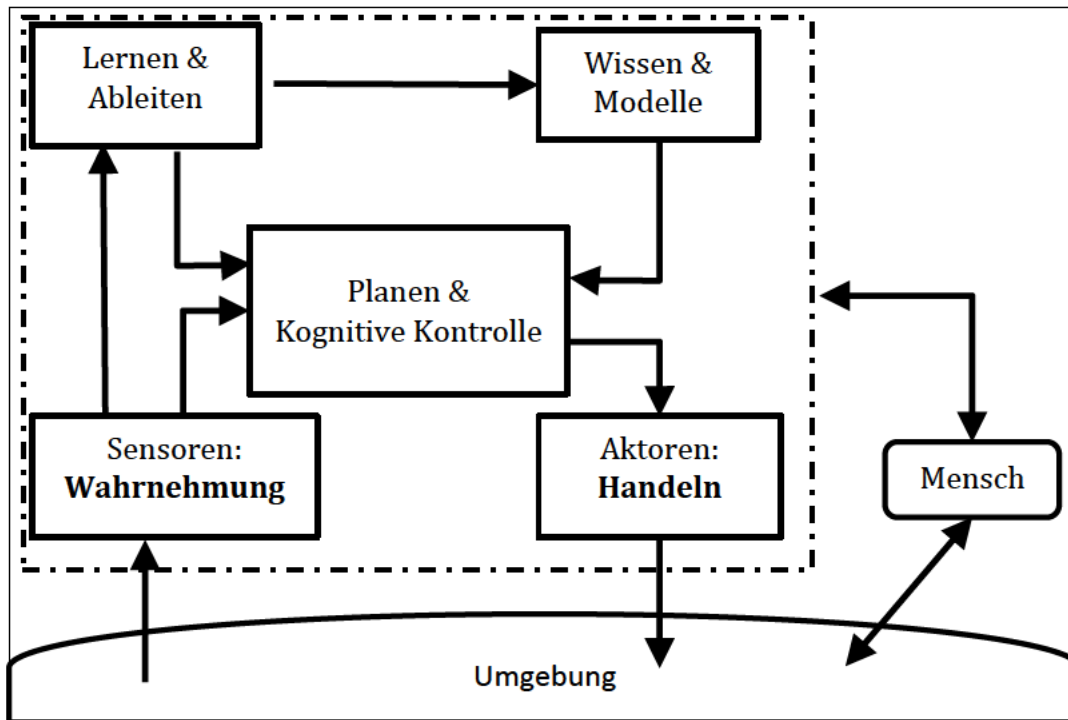 Lernen &
Ableiten
Wissen &
Modelle
Planen &
Kognitive Kontrolle
Sensoren:
Wahrnehmung
Aktoren:
Handeln
Mensch
Umgebung